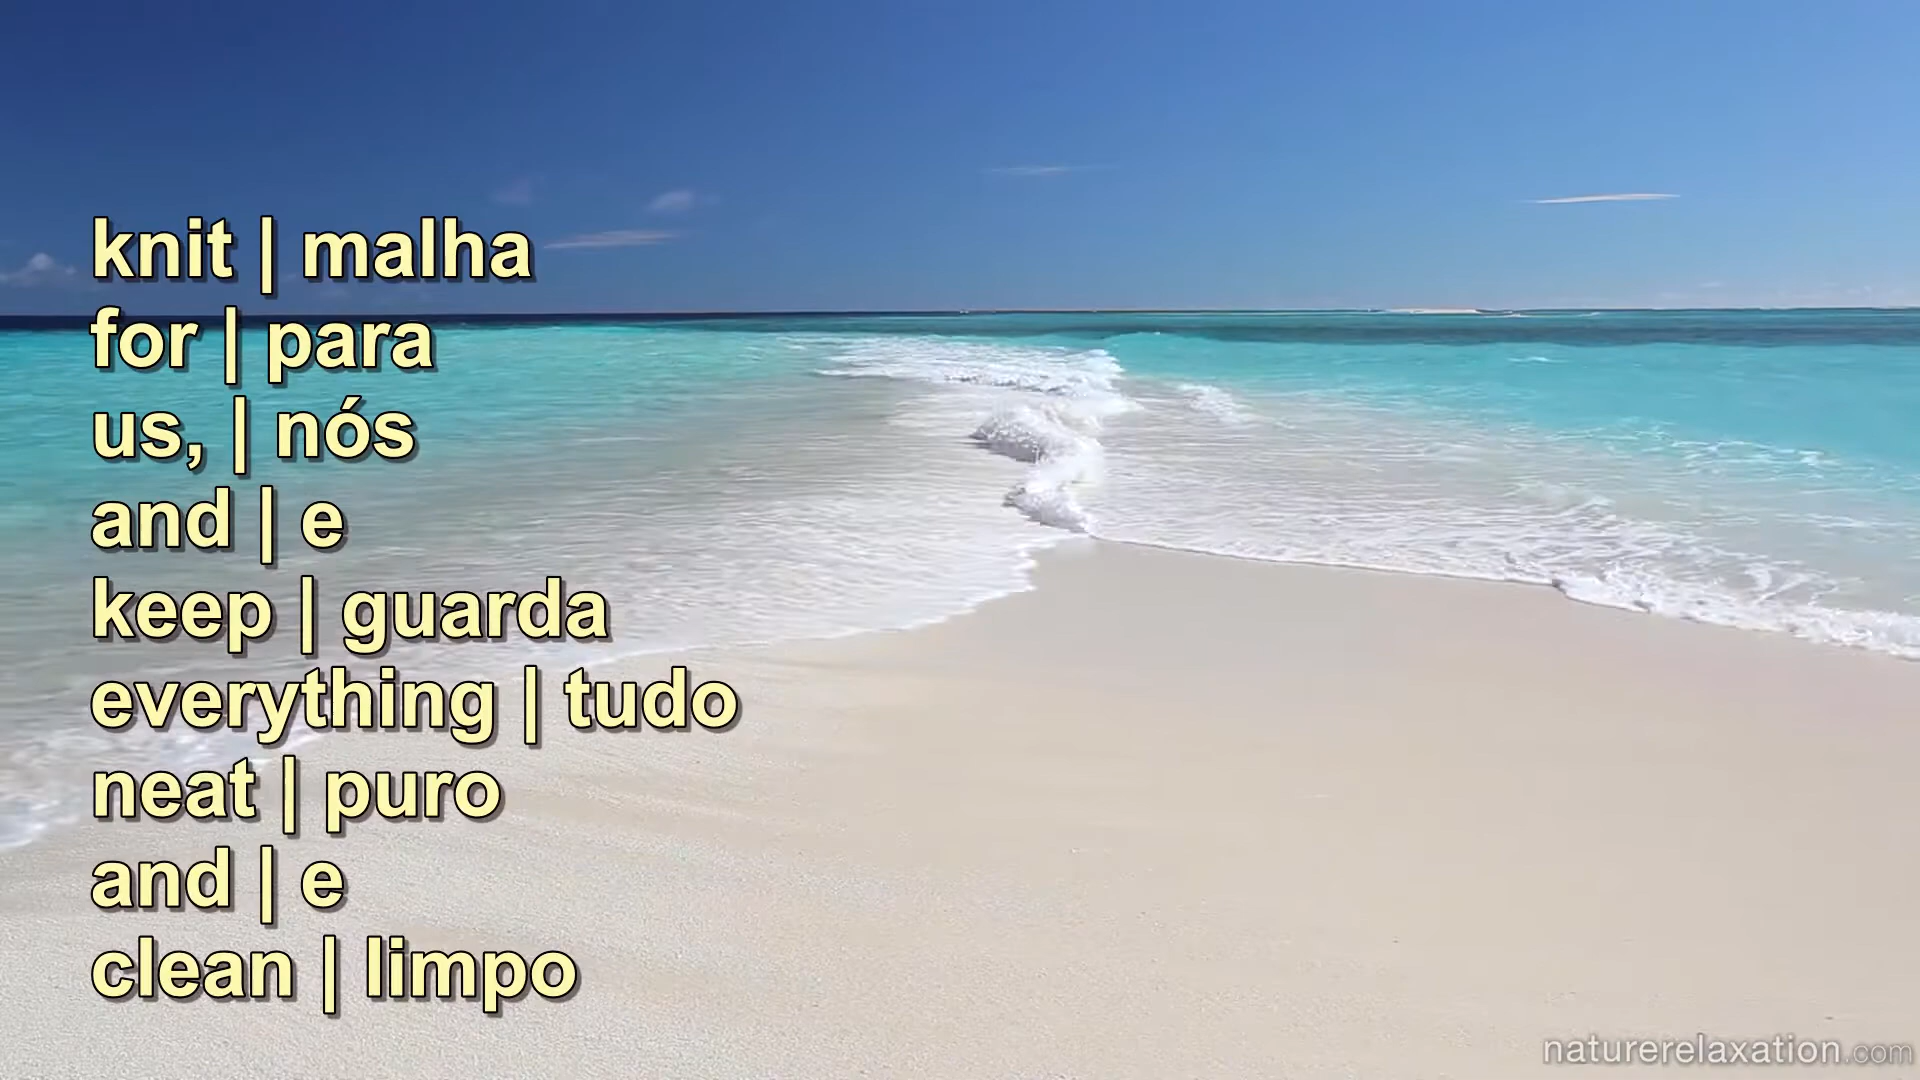 knit | malha
for | para
us, | nós
and | e
keep | guarda
everything | tudo
neat | puro
and | e
clean | limpo
naturerelaxation.com